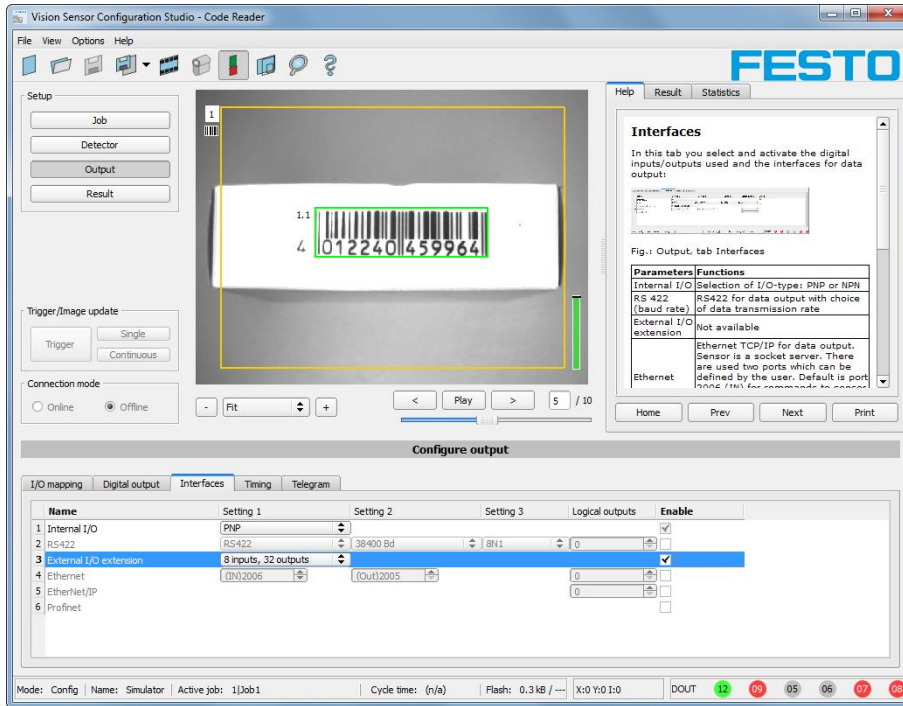 Vision Sensor Configuration Studio - Code Reader
File View Options Help
FESTO
Setup
Job
Detector
Output
Result
1
1.1
4 012240 459964
Trigger/Image update
Trigger
Single
Continuous
Connection mode
Online Offline
- Fit +
< Play > 5 / 10
Help Result Statistics
Interfaces
In this tab you select and activate the digital
inputs/outputs used and the interfaces for data
output:
Fig.: Output, tab Interfaces
Parameters Functions
Internal I/O Selection of I/O-type: PNP or NPN
RS 422 (baud rate) RS422 for data output with choice of data transmission rate
External I/O extension Not available
Ethernet Ethernet TCP/IP for data output.
Sensor is a socket server. There
are used two ports which can be
defined by the user. Default is port
2006 (IN) for commands to sensor
Home Prev Next Print
Configure output
I/O mapping Digital output Interfaces Timing Telegram
Name Setting 1 Setting 2 Setting 3 Logical outputs Enable
1 Internal I/O PNP
2 RS422 RS422 38400 Bd 8N1 0
3 External I/O extension 8 inputs, 32 outputs
4 Ethernet (IN)2006 (Out)2005 0
5 EtherNet/IP 0
6 Profinet
Mode: Config Name: Simulator Active job: 1|Job1 Cycle time: (n/a) Flash: 0.3 kB / --- X:0 Y:0 I:0 DOUT 12 09 05 06 07 08